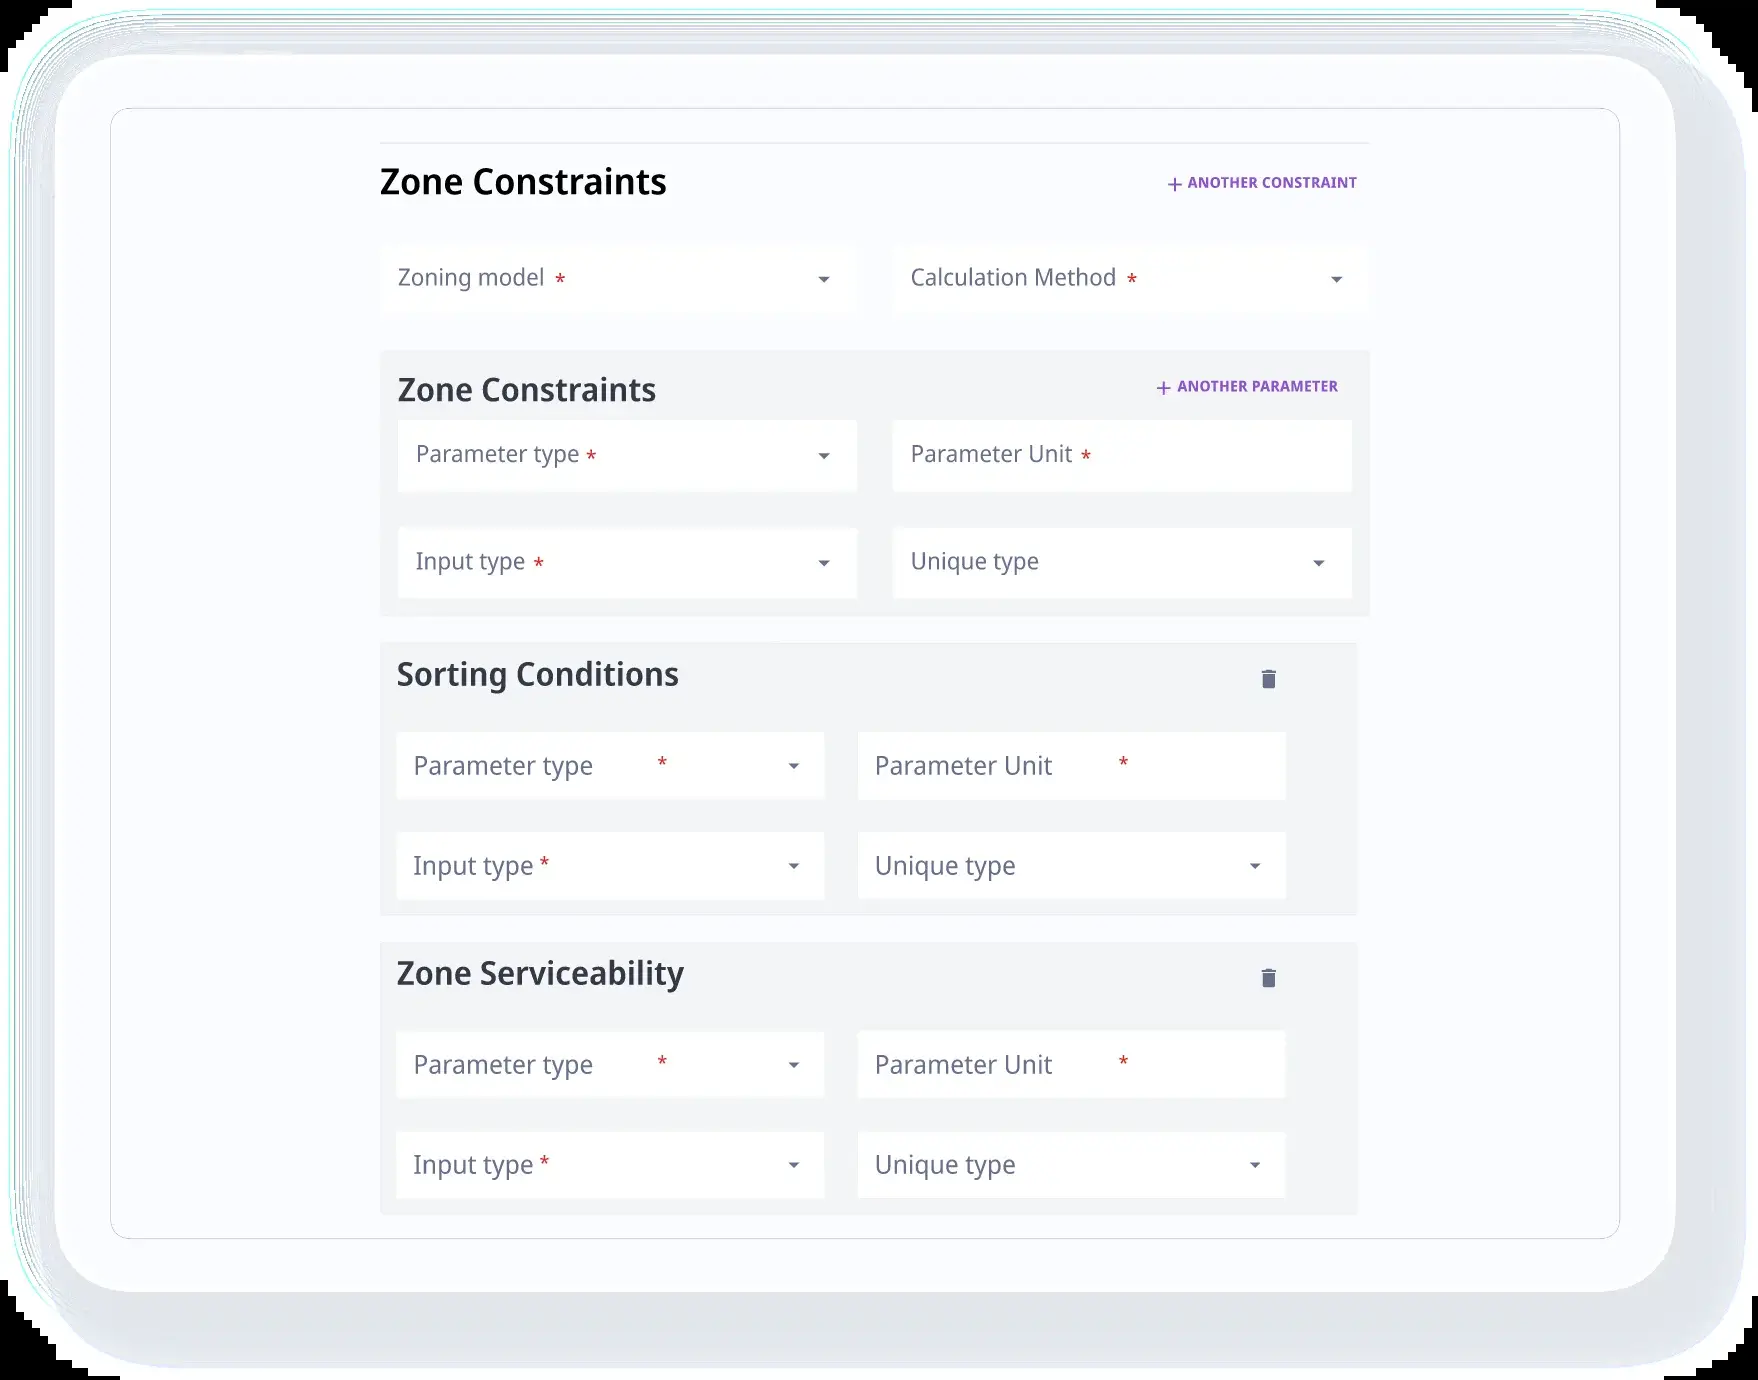 Zone Constraints
+ ANOTHER CONSTRAINT
Zoning model *
Calculation Method *
Zone Constraints
+ ANOTHER PARAMETER
Parameter type *
Parameter Unit *
Input type *
Unique type
Sorting Conditions
Parameter type *
Parameter Unit *
Input type *
Unique type
Zone Serviceability
Parameter type *
Parameter Unit *
Input type *
Unique type